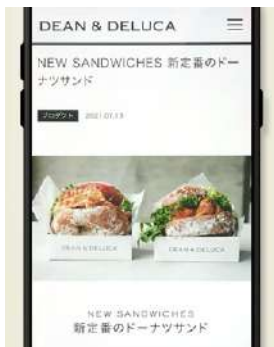 DEAN & DELUCA
NEW SANDWICHES 新定番のドー
ナツサンド
プロダクト 2021.07.13
DEAN & DELUCA DEAN & DELUCA
NEW SANDWICHES
新定番のドーナツサンド